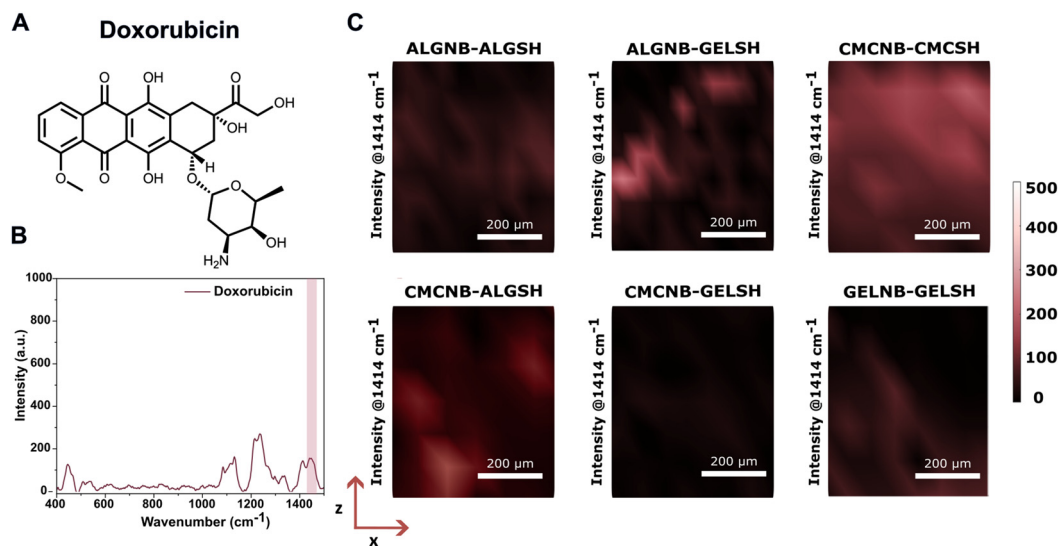 A
Doxorubicin
O
OH
O
OH
OH
O
O
OH
H
O
O
OH
H₂N
B
1000
800
600
400
200
0
Intensity (a.u.)
Doxorubicin
400
600
800
1000
1200
1400
Wavenumber (cm⁻¹)
z
x
C
ALGNB-ALGSH
Intensity @1414 cm⁻¹
200 µm
ALGNB-GELSH
Intensity @1414 cm⁻¹
200 µm
CMCNB-CMCSH
Intensity @1414 cm⁻¹
200 µm
CMCNB-ALGSH
Intensity @1414 cm⁻¹
200 µm
CMCNB-GELSH
Intensity @1414 cm⁻¹
200 µm
GELNB-GELSH
Intensity @1414 cm⁻¹
200 µm
500
400
300
200
100
0